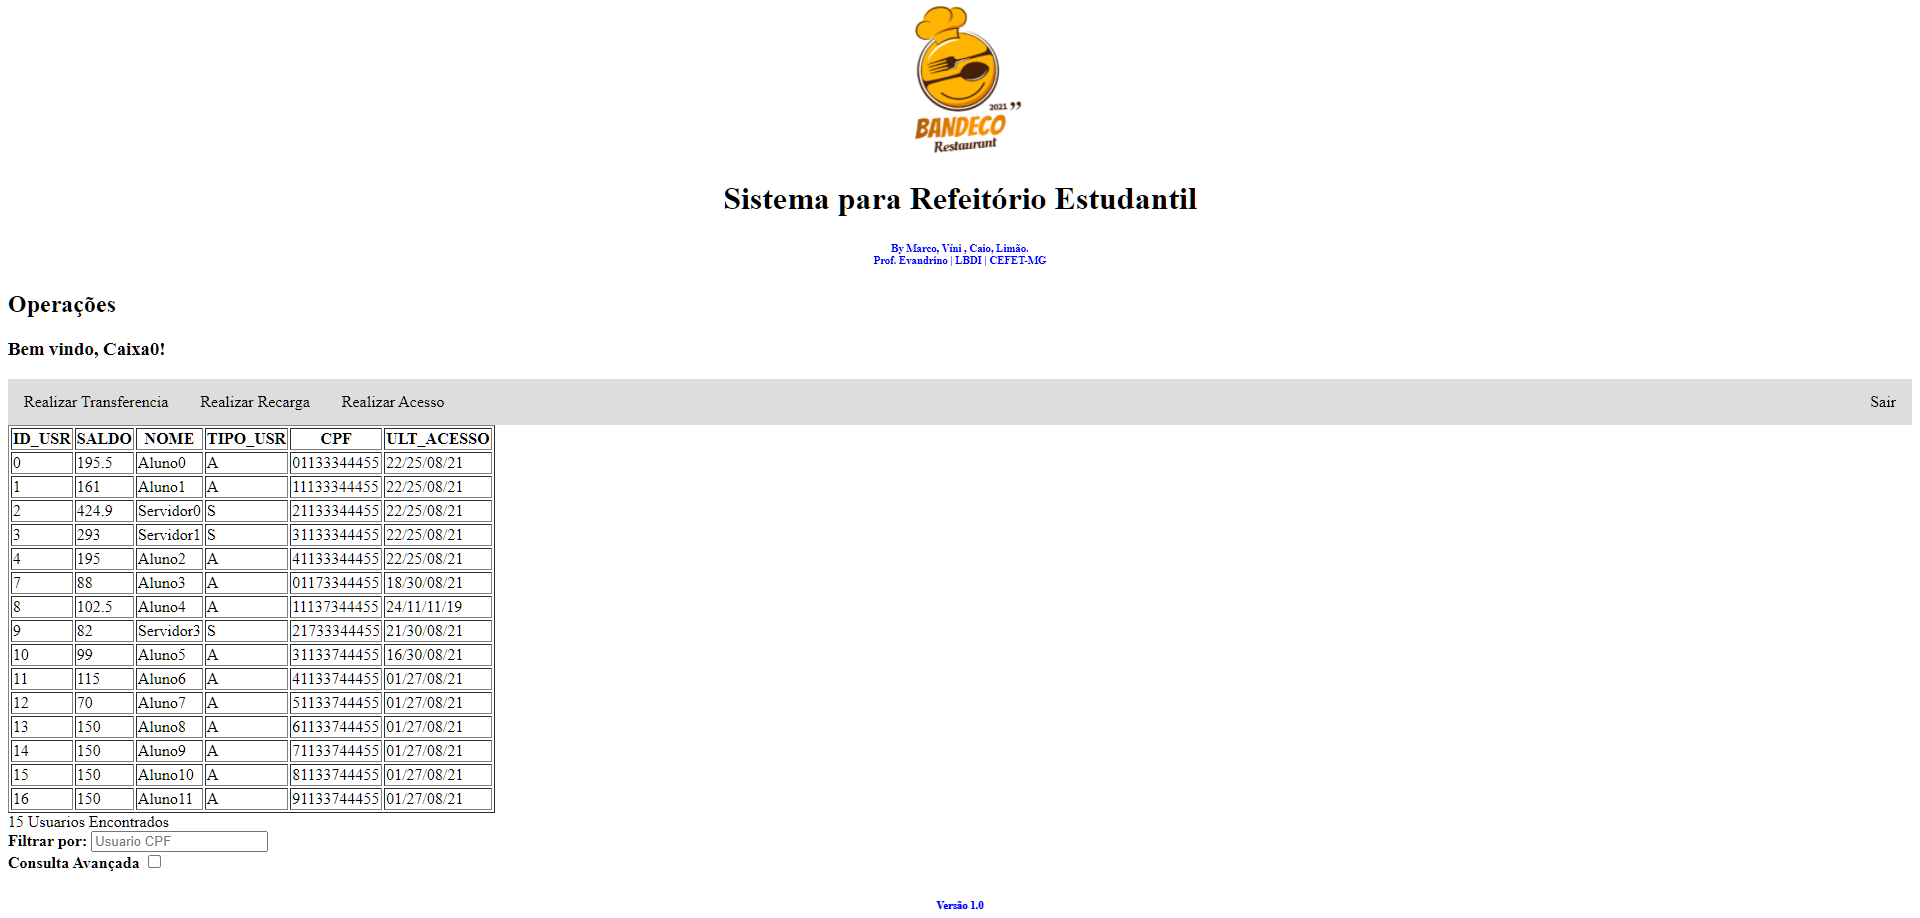 2021 ”
BANDECO
Restaurant
Sistema para Refeitório Estudantil
By Marco, Víni , Caio, Limão.
Prof. Evandrino | LBDI | CEFET-MG
Operações
Bem vindo, Caixa0!
Realizar Transferencia Realizar Recarga Realizar Acesso Sair
ID_USR SALDO NOME TIPO_USR CPF ULT_ACESSO
0 195.5 Aluno0 A 01133344455 22/25/08/21
1 161 Aluno1 A 11133344455 22/25/08/21
2 424.9 Servidor0 S 21133344455 22/25/08/21
3 293 Servidor1 S 31133344455 22/25/08/21
4 195 Aluno2 A 41133344455 22/25/08/21
7 88 Aluno3 A 01173344455 18/30/08/21
8 102.5 Aluno4 A 11137344455 24/11/11/19
9 82 Servidor3 S 21733344455 21/30/08/21
10 99 Aluno5 A 31133744455 16/30/08/21
11 115 Aluno6 A 41133744455 01/27/08/21
12 70 Aluno7 A 51133744455 01/27/08/21
13 150 Aluno8 A 61133744455 01/27/08/21
14 150 Aluno9 A 71133744455 01/27/08/21
15 150 Aluno10 A 81133744455 01/27/08/21
16 150 Aluno11 A 91133744455 01/27/08/21
15 Usuarios Encontrados
Filtrar por: Usuario CPF
Consulta Avançada
Versão 1.0